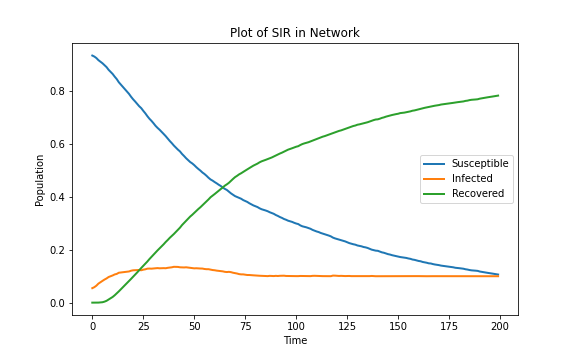 Plot of SIR in Network
0.8
0.6
0.4
0.2
0.0
Population
Susceptible
Infected
Recovered
0 25 50 75 100 125 150 175 200
Time